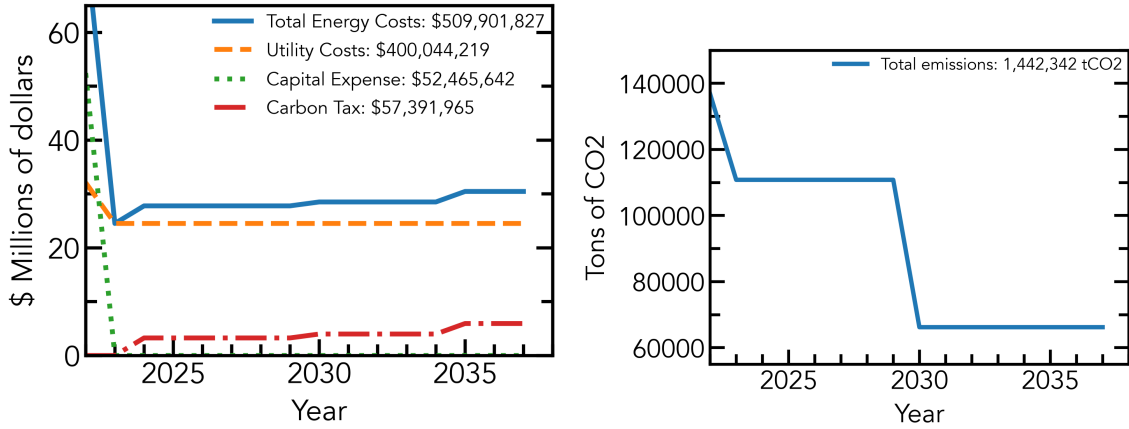 60
40
20
0
$ Millions of dollars
Total Energy Costs: $509,901,827
Utility Costs: $400,044,219
Capital Expense: $52,465,642
Carbon Tax: $57,391,965
2025 2030 2035
Year
140000
120000
100000
80000
60000
Tons of CO2
Total emissions: 1,442,342 tCO2
2025 2030 2035
Year